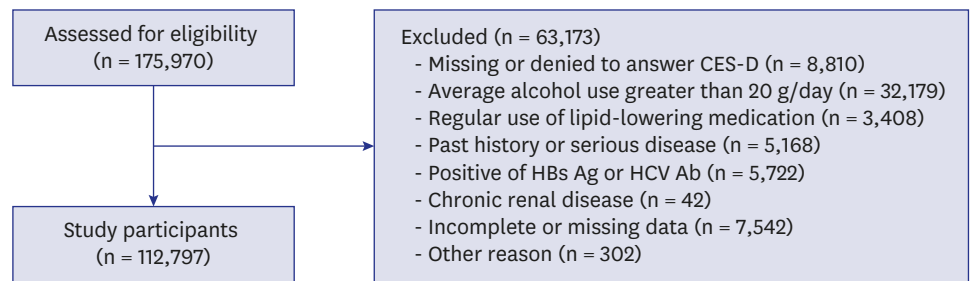 Assessed for eligibility
(n = 175,970)
Excluded (n = 63,173)
- Missing or denied to answer CES-D (n = 8,810)
- Average alcohol use greater than 20 g/day (n = 32,179)
- Regular use of lipid-lowering medication (n = 3,408)
- Past history or serious disease (n = 5,168)
- Positive of HBs Ag or HCV Ab (n = 5,722)
- Chronic renal disease (n = 42)
- Incomplete or missing data (n = 7,542)
- Other reason (n = 302)
Study participants
(n = 112,797)